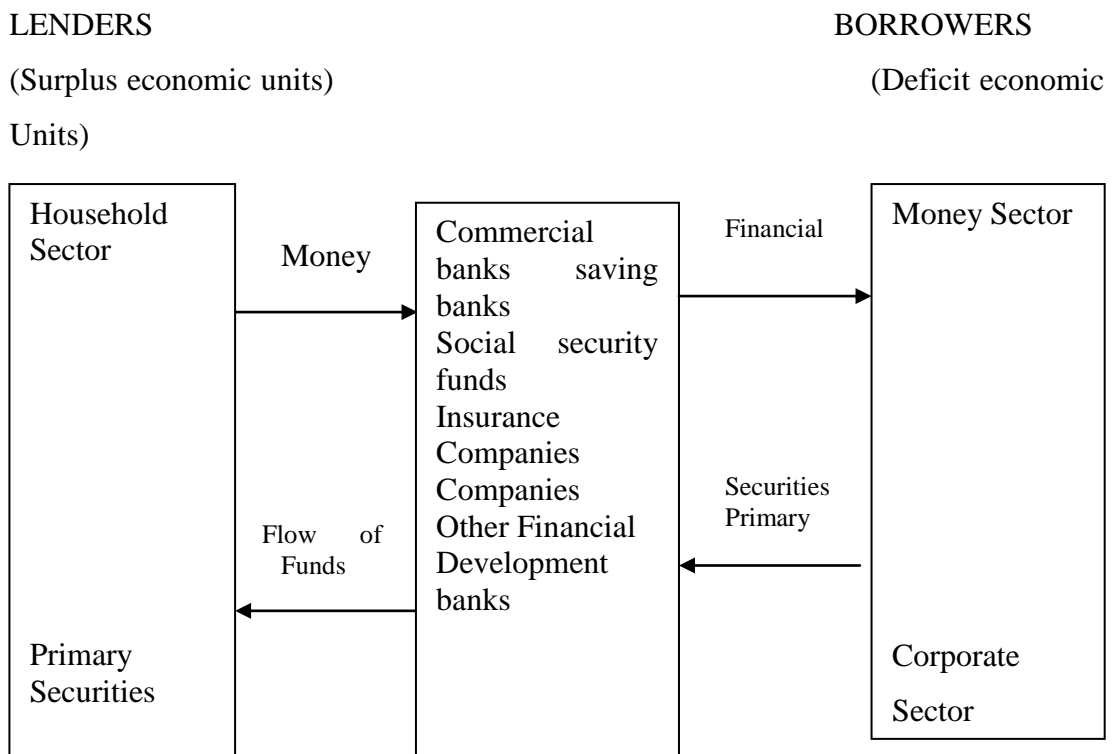 LENDERS BORROWERS
(Surplus economic units) (Deficit economic
Units)
Household
Sector
Primary
Securities
Money
Flow of
Funds
Commercial
banks saving
banks
Social security
funds
Insurance
Companies
Companies
Other Financial
Development
banks
Financial
Securities
Primary
Money Sector
Corporate
Sector